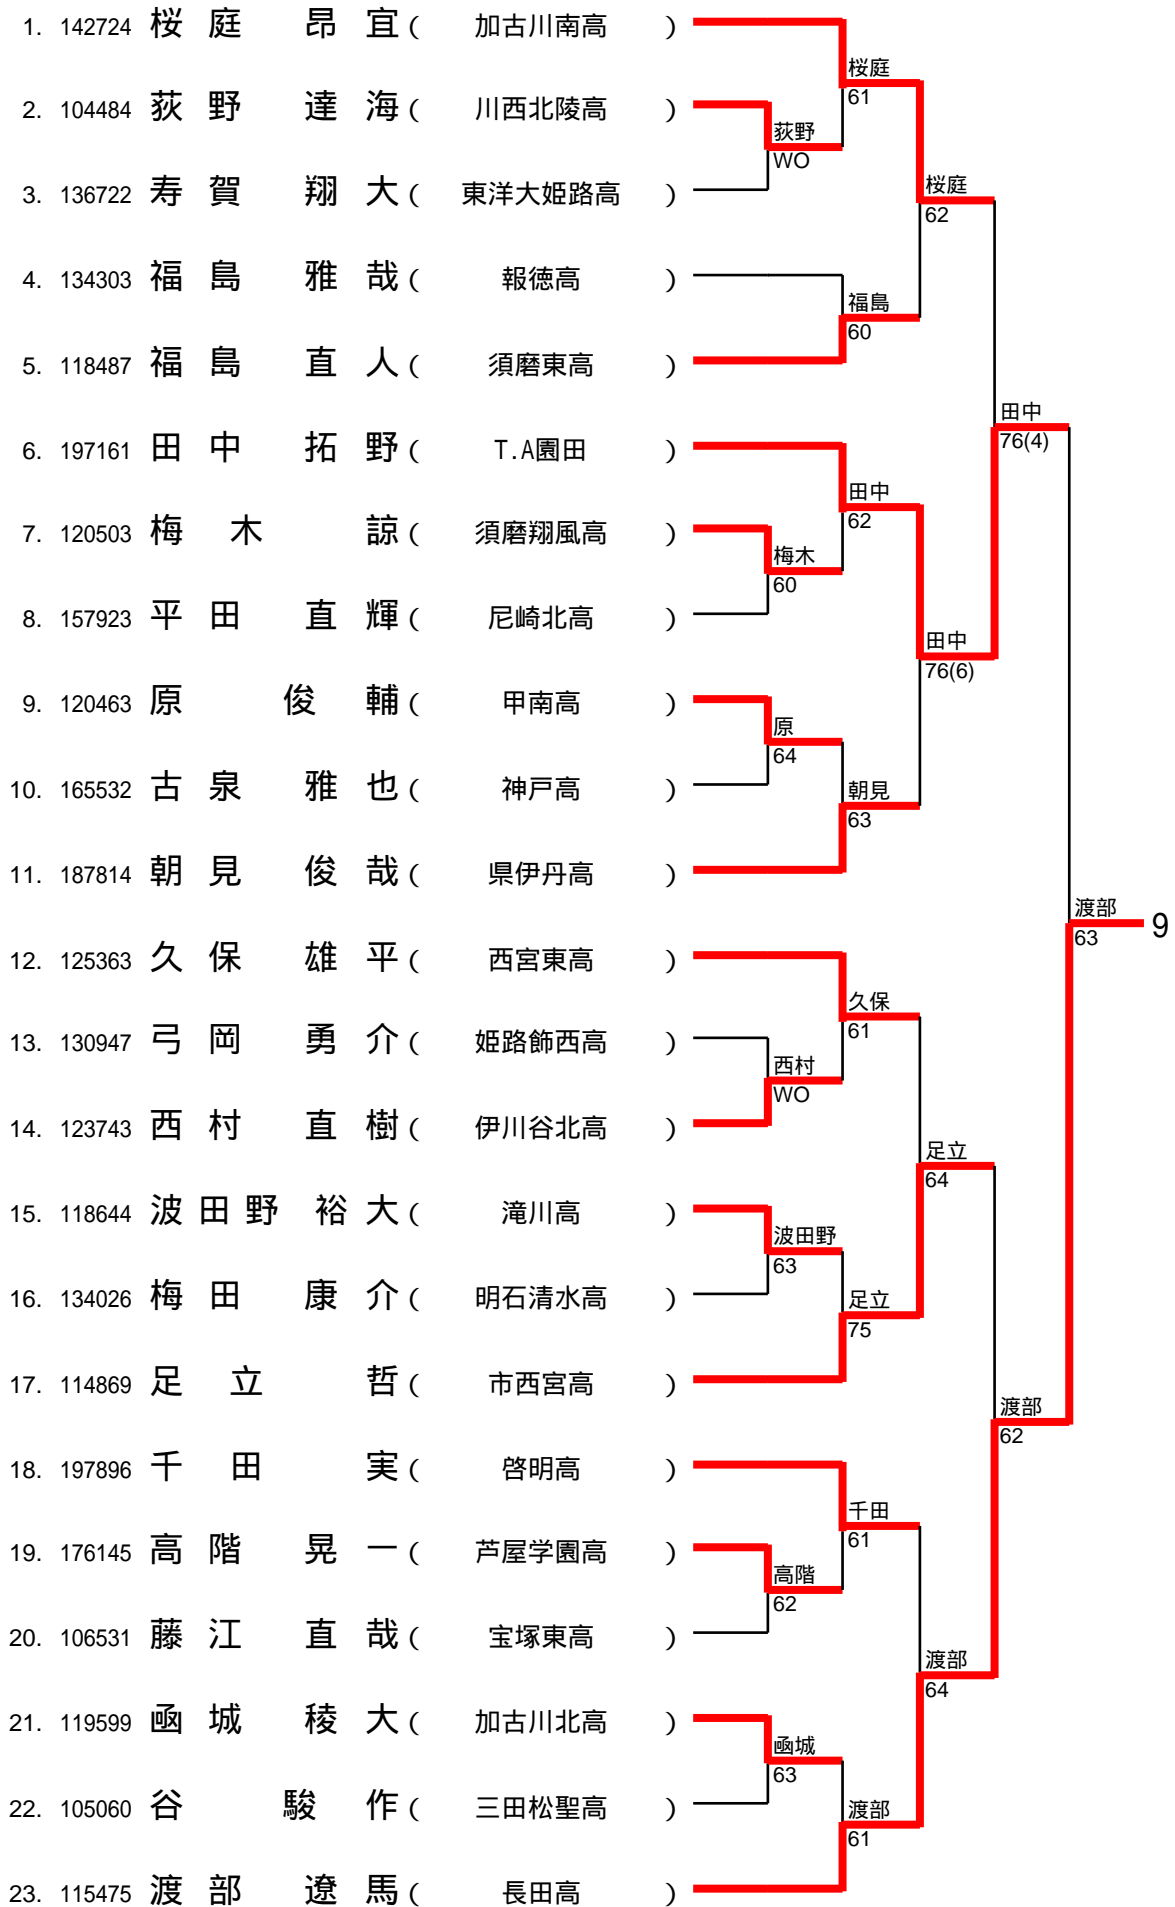 1. 142724 桜庭 昂宜 ( 加古川南高 )
桜庭
61
2. 104484 荻野 達海 ( 川西北陵高 )
荻野
WO
3. 136722 寿賀 翔大 ( 東洋大姫路高 )
桜庭
62
4. 134303 福島 雅哉 ( 報徳高 )
福島
60
5. 118487 福島 直人 ( 須磨東高 )
田中
76(4)
6. 197161 田中 拓野 ( T.A園田 )
田中
62
7. 120503 梅木 諒 ( 須磨翔風高 )
梅木
60
8. 157923 平田 直輝 ( 尼崎北高 )
田中
76(6)
9. 120463 原 俊輔 ( 甲南高 )
原
64
10. 165532 古泉 雅也 ( 神戸高 )
朝見
63
11. 187814 朝見 俊哉 ( 県伊丹高 )
渡部 9
63
12. 125363 久保 雄平 ( 西宮東高 )
久保
61
13. 130947 弓岡 勇介 ( 姫路飾西高 )
西村
WO
14. 123743 西村 直樹 ( 伊川谷北高 )
足立
64
15. 118644 波田野 裕大 ( 滝川高 )
波田野
63
16. 134026 梅田 康介 ( 明石清水高 )
足立
75
17. 114869 足立 哲 ( 市西宮高 )
渡部
62
18. 197896 千田 実 ( 啓明高 )
千田
61
19. 176145 高階 晃一 ( 芦屋学園高 )
高階
62
20. 106531 藤江 直哉 ( 宝塚東高 )
渡部
64
21. 119599 凾城 稜大 ( 加古川北高 )
凾城
63
22. 105060 谷 駿作 ( 三田松聖高 )
渡部
61
23. 115475 渡部 遼馬 ( 長田高 )